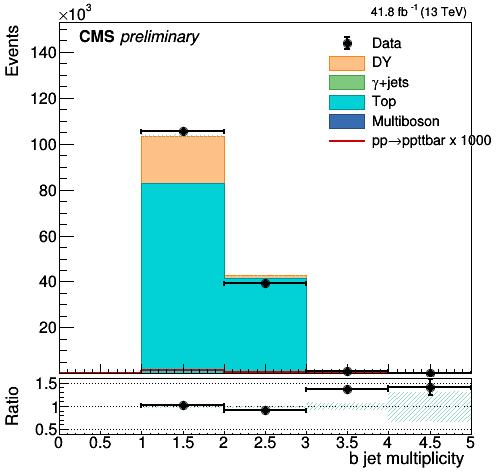 ×10³
41.8 fb⁻¹ (13 TeV)
CMS preliminary
Events
140
120
100
80
60
40
20
Data
DY
γ+jets
Top
Multiboson
pp→ppttbar x 1000
Ratio
1.5
1
0.5
0 0.5 1 1.5 2 2.5 3 3.5 4 4.5 5
b jet multiplicity